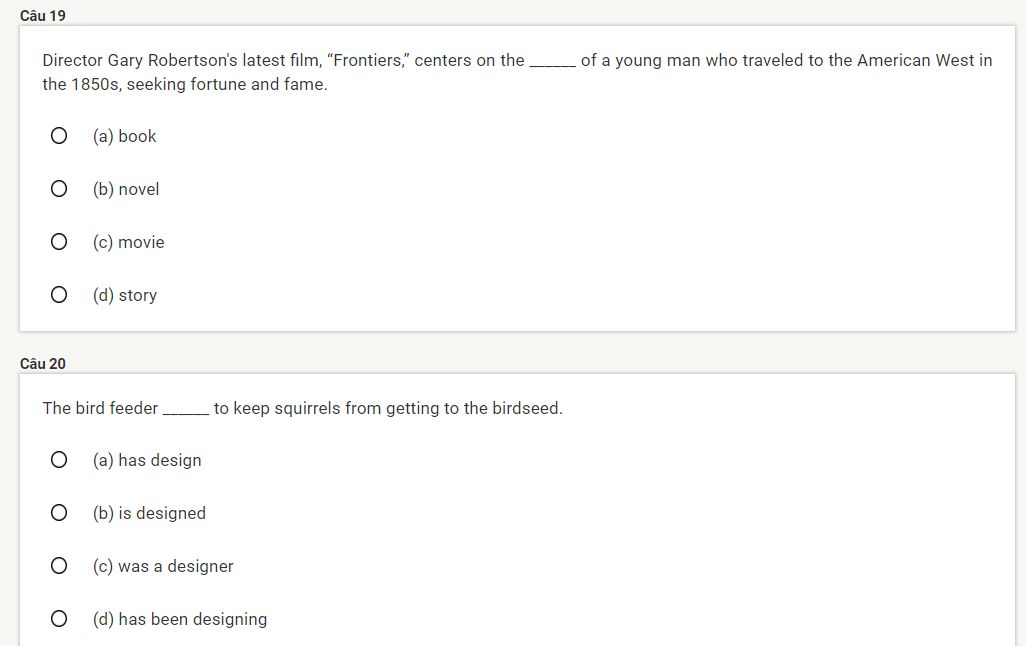 Câu 19
Director Gary Robertson's latest film, “Frontiers,” centers on the ______ of a young man who traveled to the American West in
the 1850s, seeking fortune and fame.
(a) book
(b) novel
(c) movie
(d) story
Câu 20
The bird feeder ______ to keep squirrels from getting to the birdseed.
(a) has design
(b) is designed
(c) was a designer
(d) has been designing